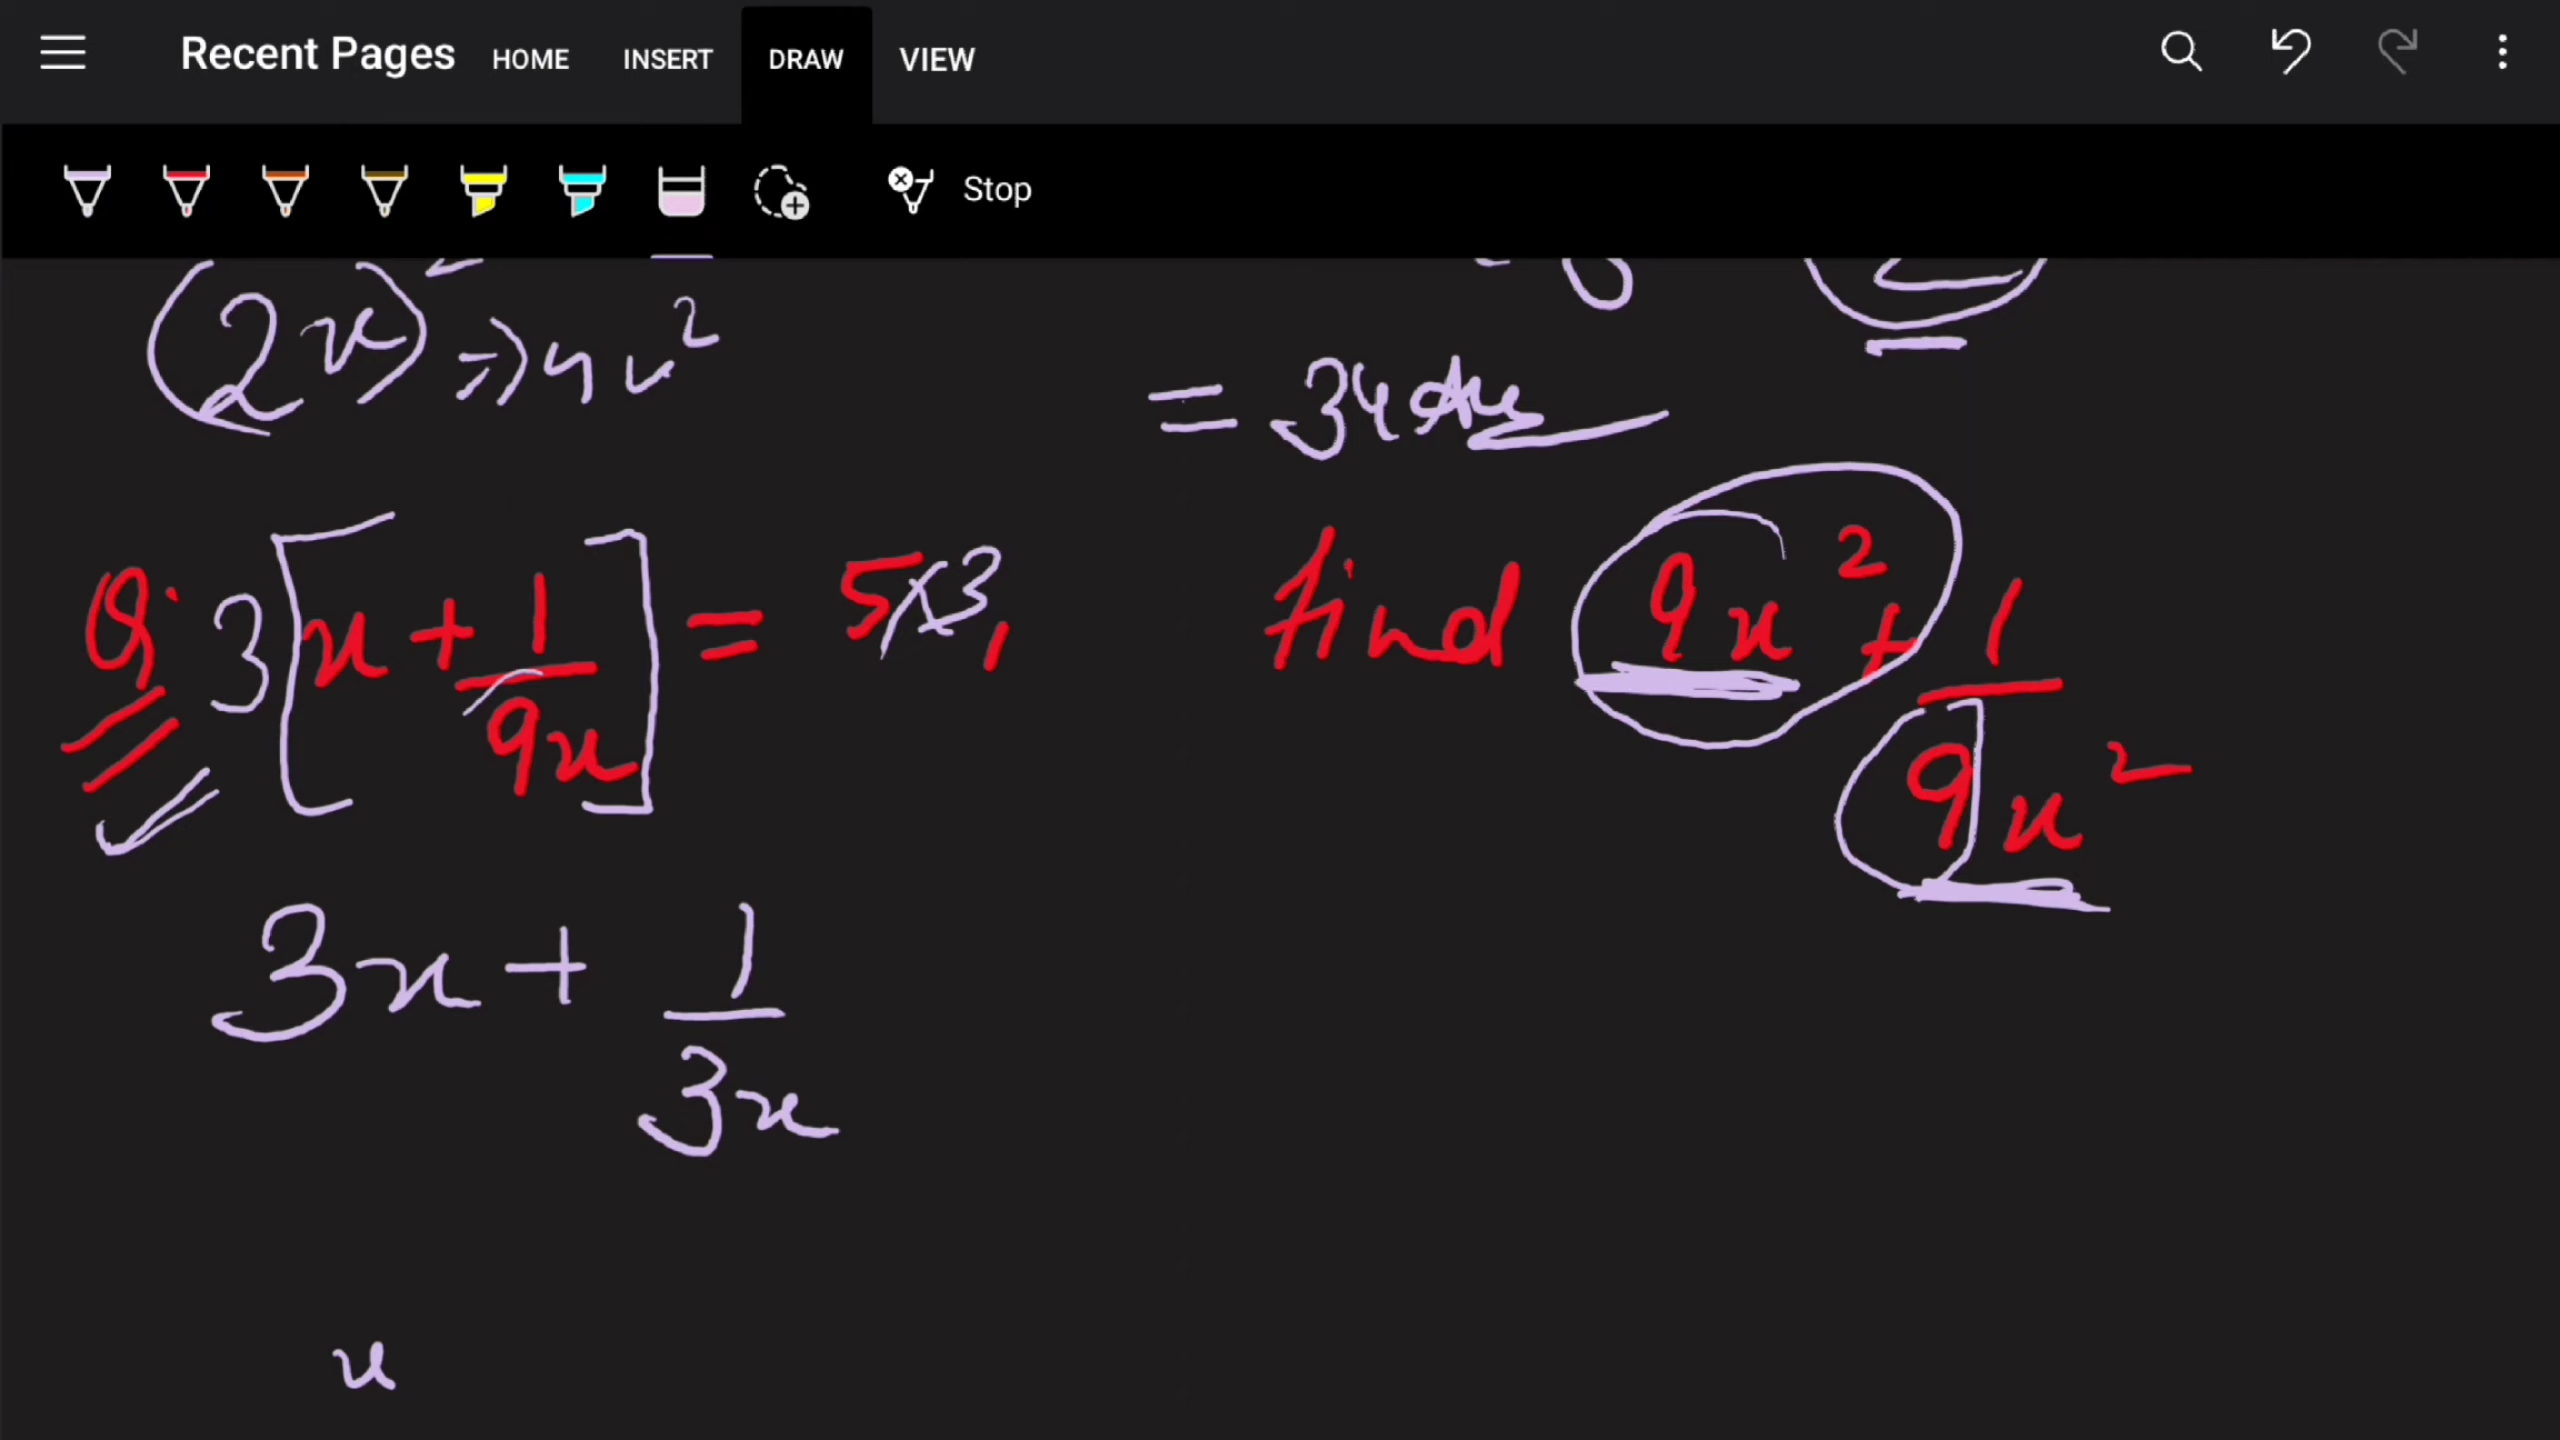 Recent Pages HOME INSERT DRAW VIEW
Stop
(2x)² => 4x²
= 34 Ans
Q. 3[x + 1/9x] = 5×3, find 9x² + 1/9x²
3x + 1/3x
x